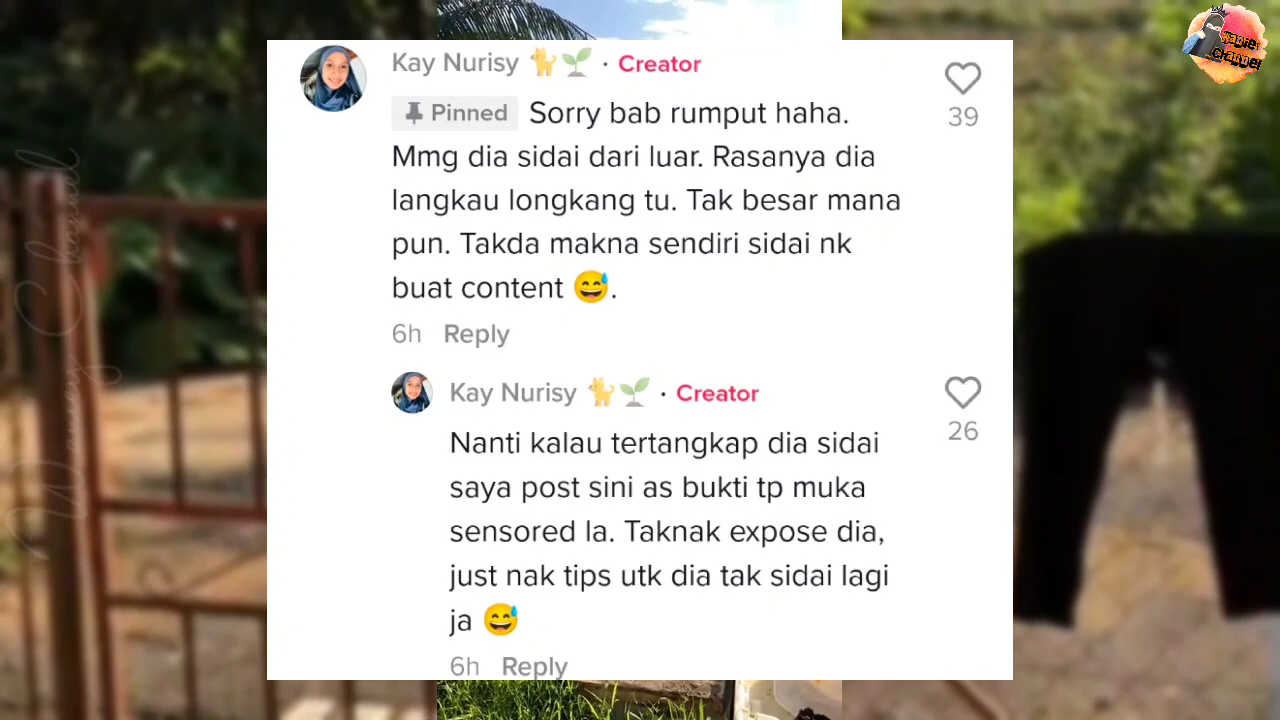 Kay Nurisy 🐈🌱 · Creator
Pinned Sorry bab rumput haha.
39
Mmg dia sidai dari luar. Rasanya dia
langkau longkang tu. Tak besar mana
pun. Takda makna sendiri sidai nk
buat content 😅.
6h Reply
Kay Nurisy 🐈🌱 · Creator
26
Nanti kalau tertangkap dia sidai
saya post sini as bukti tp muka
sensored la. Taknak expose dia,
just nak tips utk dia tak sidai lagi
ja 😅
6h Reply